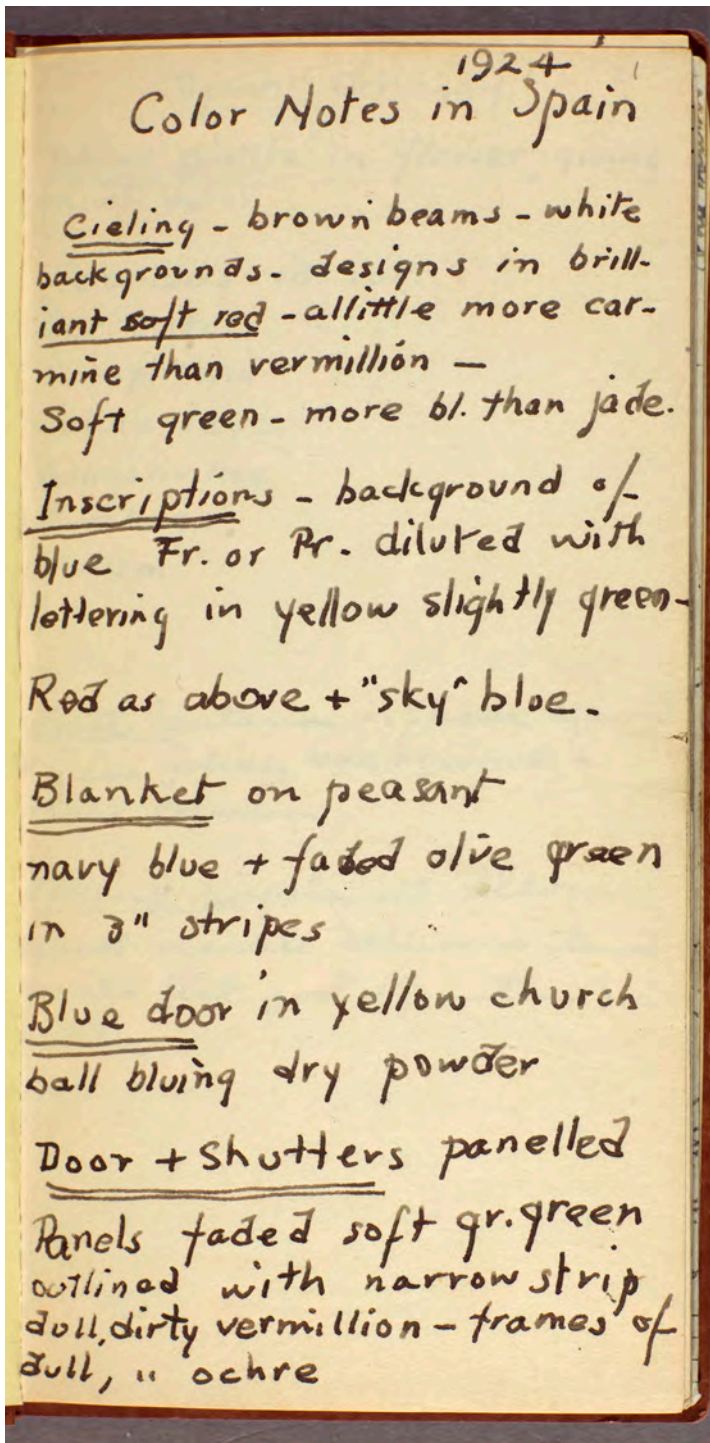 1924
Color Notes in Spain
Cieling - brown beams - white
backgrounds - designs in brill-
iant soft red - allittle more car-
mine than vermillion -
Soft green - more bl. than jade.
Inscriptions - background of
blue Fr. or Pr. diluted with
lettering in yellow slightly green -
Red as above + "sky" blue -
Blanket on peasant
navy blue + faded olive green
in 3" stripes
Blue door in yellow church
ball bluing dry powder
Door + Shutters panelled
Panels faded soft gr. green
outlined with narrow strip
dull, dirty vermillion - frames of
dull, " ochre